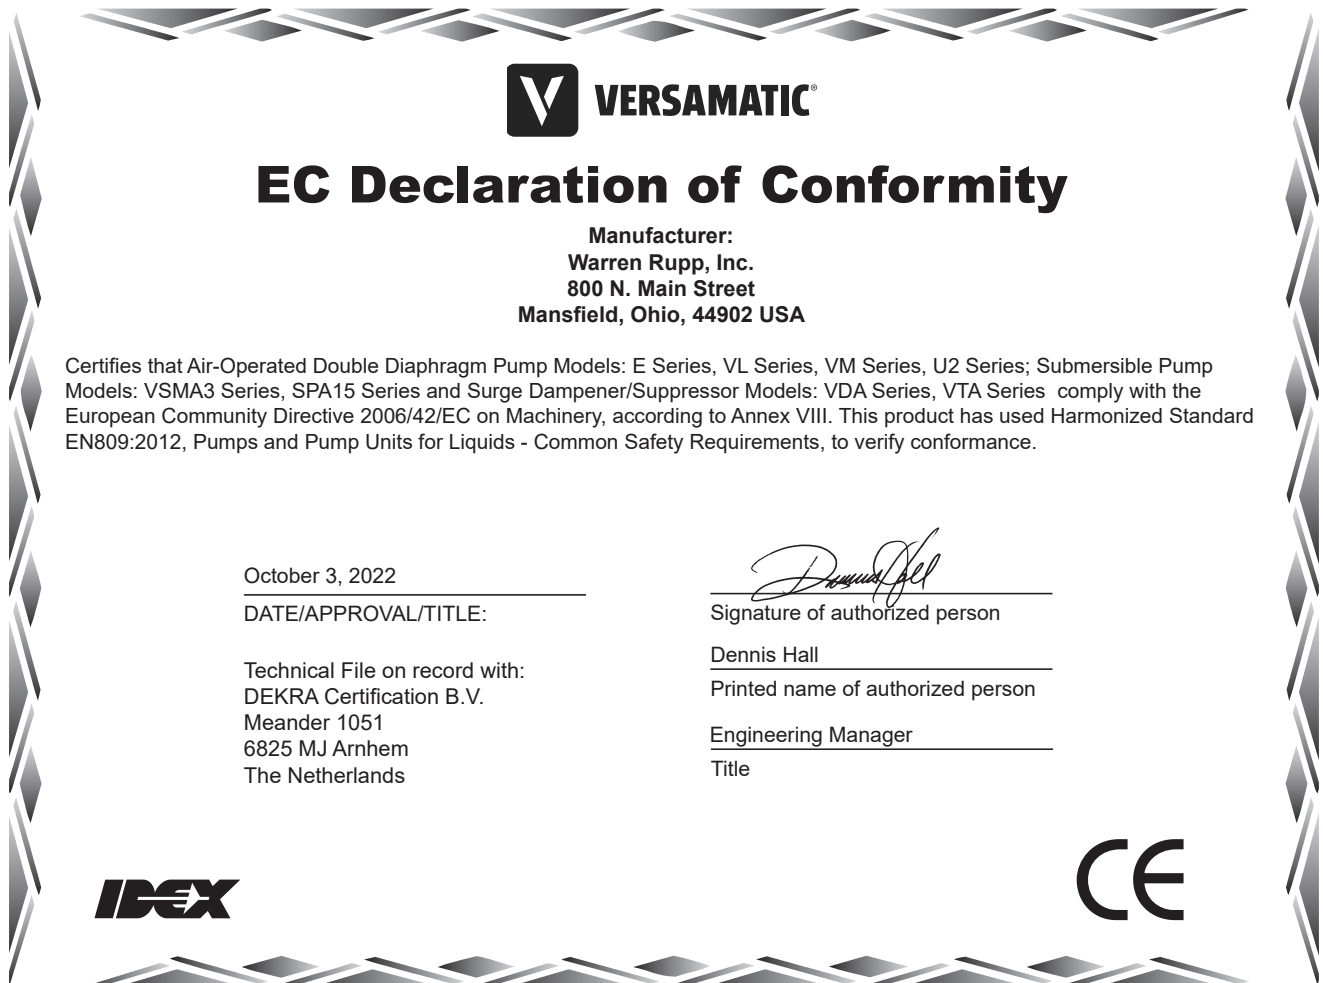 VERSAMATIC®
EC Declaration of Conformity
Manufacturer:
Warren Rupp, Inc.
800 N. Main Street
Mansfield, Ohio, 44902 USA
Certifies that Air-Operated Double Diaphragm Pump Models: E Series, VL Series, VM Series, U2 Series; Submersible Pump
Models: VSMA3 Series, SPA15 Series and Surge Dampener/Suppressor Models: VDA Series, VTA Series comply with the
European Community Directive 2006/42/EC on Machinery, according to Annex VIII. This product has used Harmonized Standard
EN809:2012, Pumps and Pump Units for Liquids - Common Safety Requirements, to verify conformance.
October 3, 2022
DATE/APPROVAL/TITLE:
Technical File on record with:
DEKRA Certification B.V.
Meander 1051
6825 MJ Arnhem
The Netherlands
Dennis Hall
Signature of authorized person
Dennis Hall
Printed name of authorized person
Engineering Manager
Title
IDEX
CE